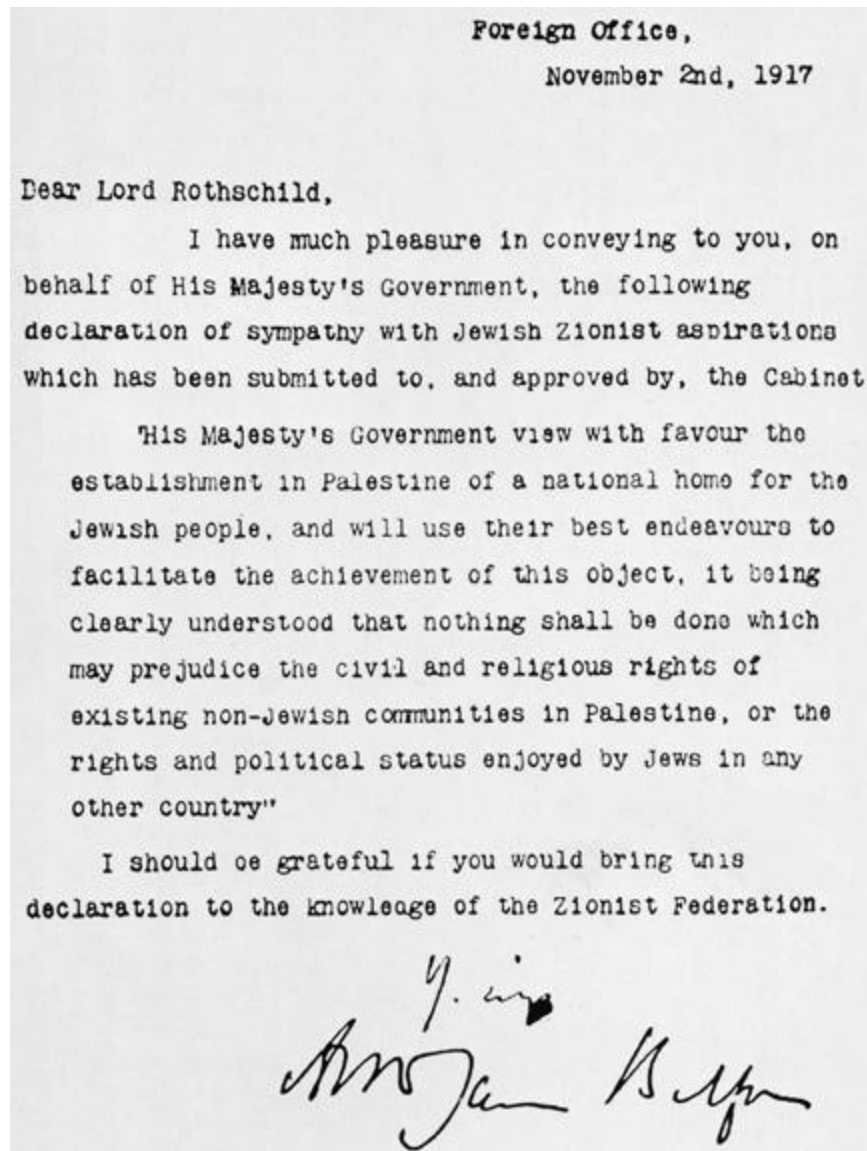 Foreign Office,
November 2nd, 1917
Dear Lord Rothschild,
I have much pleasure in conveying to you, on
behalf of His Majesty's Government, the following
declaration of sympathy with Jewish Zionist aspirations
which has been submitted to, and approved by, the Cabinet
"His Majesty's Government view with favour the
establishment in Palestine of a national home for the
Jewish people, and will use their best endeavours to
facilitate the achievement of this object, it being
clearly understood that nothing shall be done which
may prejudice the civil and religious rights of
existing non-Jewish communities in Palestine, or the
rights and political status enjoyed by Jews in any
other country"
I should be grateful if you would bring this
declaration to the knowledge of the Zionist Federation.
Arthur James Balfour